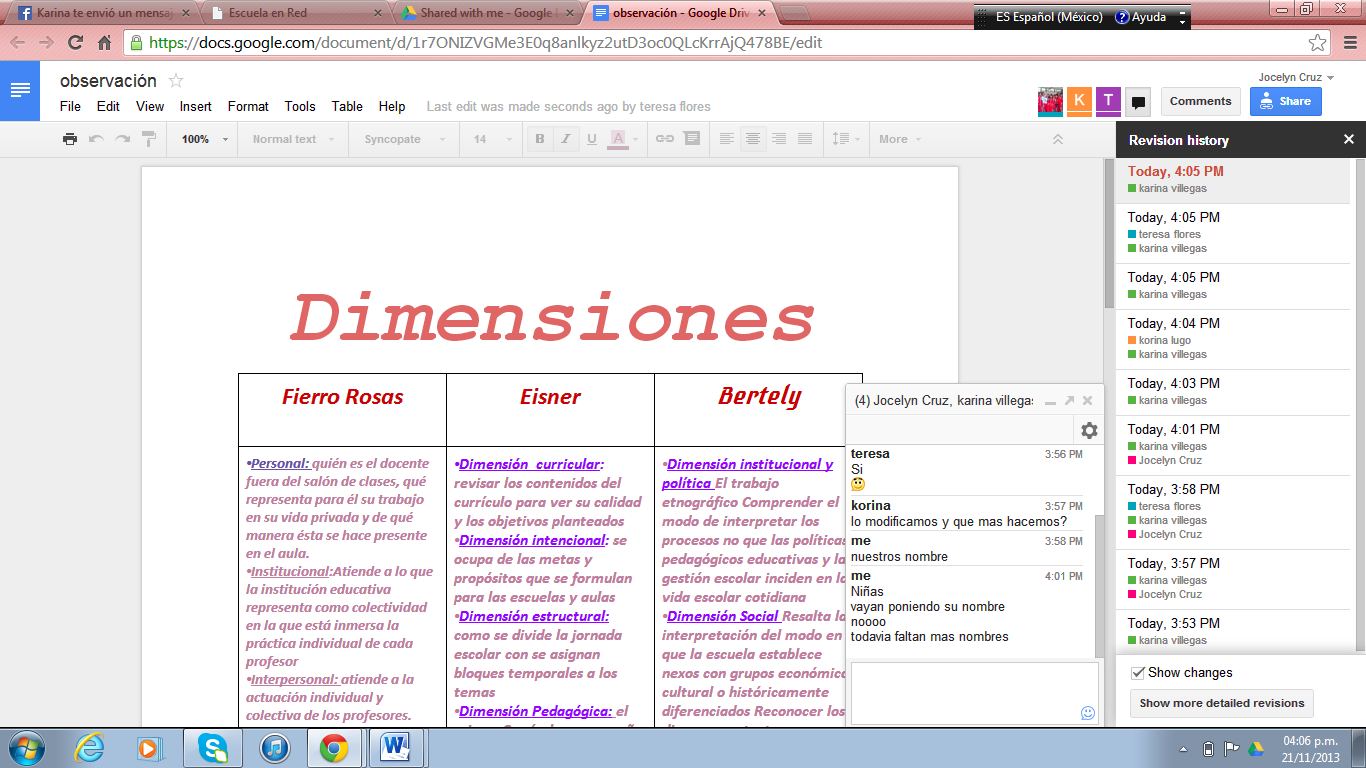 Karina te envió un mensaj
Escuela en Red
Shared with me - Google
observación - Google Driv
ES Español (México)
Ayuda
https://docs.google.com/document/d/1r7ONIZVGMe3E0q8anlkyz2utD3oc0QLcKrrAjQ478BE/edit
observación
Jocelyn Cruz
File Edit View Insert Format Tools Table Help Last edit was made seconds ago by teresa flores
K T
Comments
Share
100% Normal text Syncopate 14 B I U A More
Dimensiones
Fierro Rosas
•Personal: quién es el docente
fuera del salón de clases, qué
representa para él su trabajo
en su vida privada y de qué
manera ésta se hace presente
en el aula.
•Institucional:Atiende a lo que
la institución educativa
representa como colectividad
en la que está inmersa la
práctica individual de cada
profesor
•Interpersonal: atiende a la
actuación individual y
colectiva de los profesores.
Eisner
•Dimensión curricular:
revisar los contenidos del
currículo para ver su calidad
y los objetivos planteados
•Dimensión intencional: se
ocupa de las metas y
propósitos que se formulan
para las escuelas y aulas
•Dimensión estructural:
como se divide la jornada
escolar con se asignan
bloques temporales a los
temas
•Dimensión Pedagógica: el
Bertely
•Dimensión institucional y
política El trabajo
etnográfico Comprender el
modo de interpretar los
procesos no que las políticas
pedagógicos educativas y la
gestión escolar inciden en la
vida escolar cotidiana
•Dimensión Social Resalta la
interpretación del modo en
que la escuela establece
nexos con grupos económic
cultural o históricamente
diferenciados Reconocer los
(4) Jocelyn Cruz, karina villegas
teresa 3:56 PM
Si
korina 3:57 PM
lo modificamos y que mas hacemos?
me 3:58 PM
nuestros nombre
me 4:01 PM
Niñas
vayan poniendo su nombre
noooo
todavia faltan mas nombres
Revision history
Today, 4:05 PM
karina villegas
Today, 4:05 PM
teresa flores
karina villegas
Today, 4:05 PM
karina villegas
Today, 4:04 PM
korina lugo
karina villegas
Today, 4:03 PM
karina villegas
Today, 4:01 PM
karina villegas
Jocelyn Cruz
Today, 3:58 PM
teresa flores
karina villegas
Jocelyn Cruz
Today, 3:57 PM
karina villegas
Jocelyn Cruz
Today, 3:53 PM
karina villegas
Show changes
Show more detailed revisions
04:06 p.m.
21/11/2013